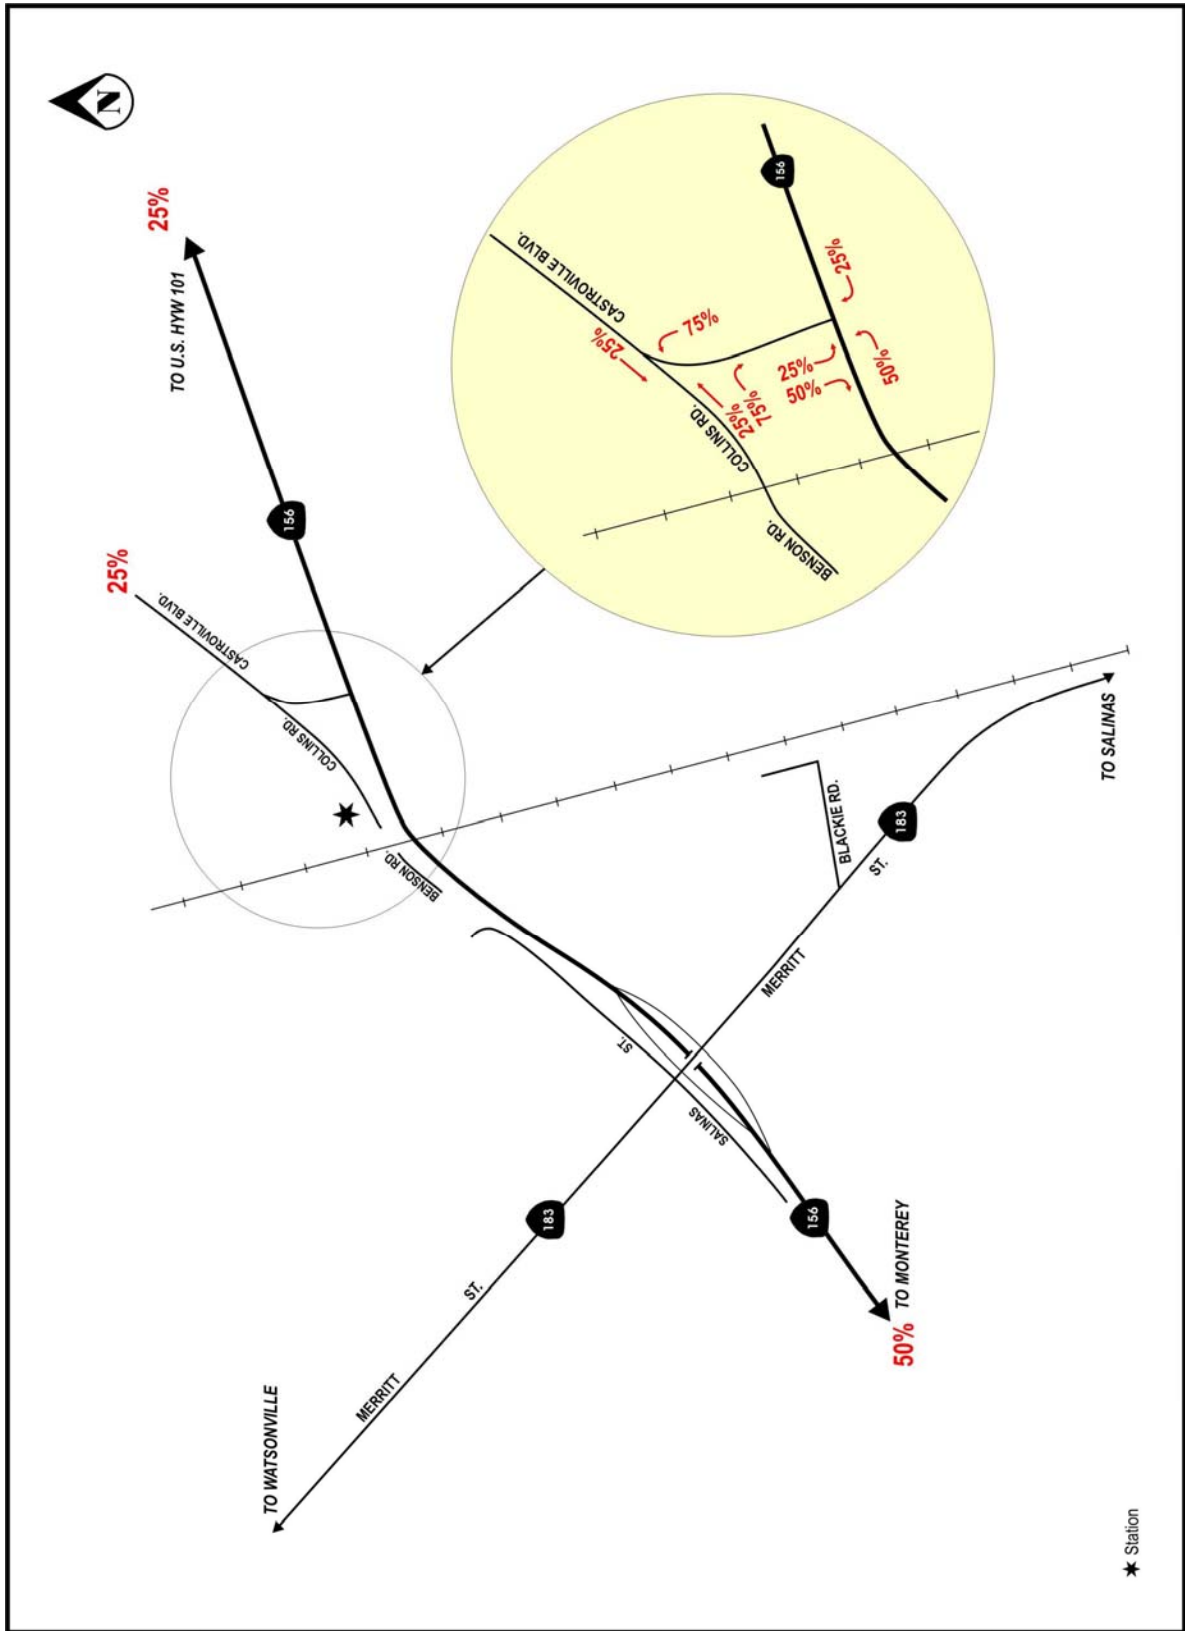 N
25%
TO U.S. HYW 101
156
25%
CASTROVILLE BLVD.
COLLINS RD.
BENSON RD.
CASTROVILLE BLVD.
25%
75%
COLLINS RD.
25%
75%
25%
50%
25%
50%
156
BENSON RD.
ST.
SALINAS
MERRITT
ST.
BLACKIE RD.
183
TO SALINAS
183
ST.
MERRITT
TO WATSONVILLE
156
TO MONTEREY
50%
Station